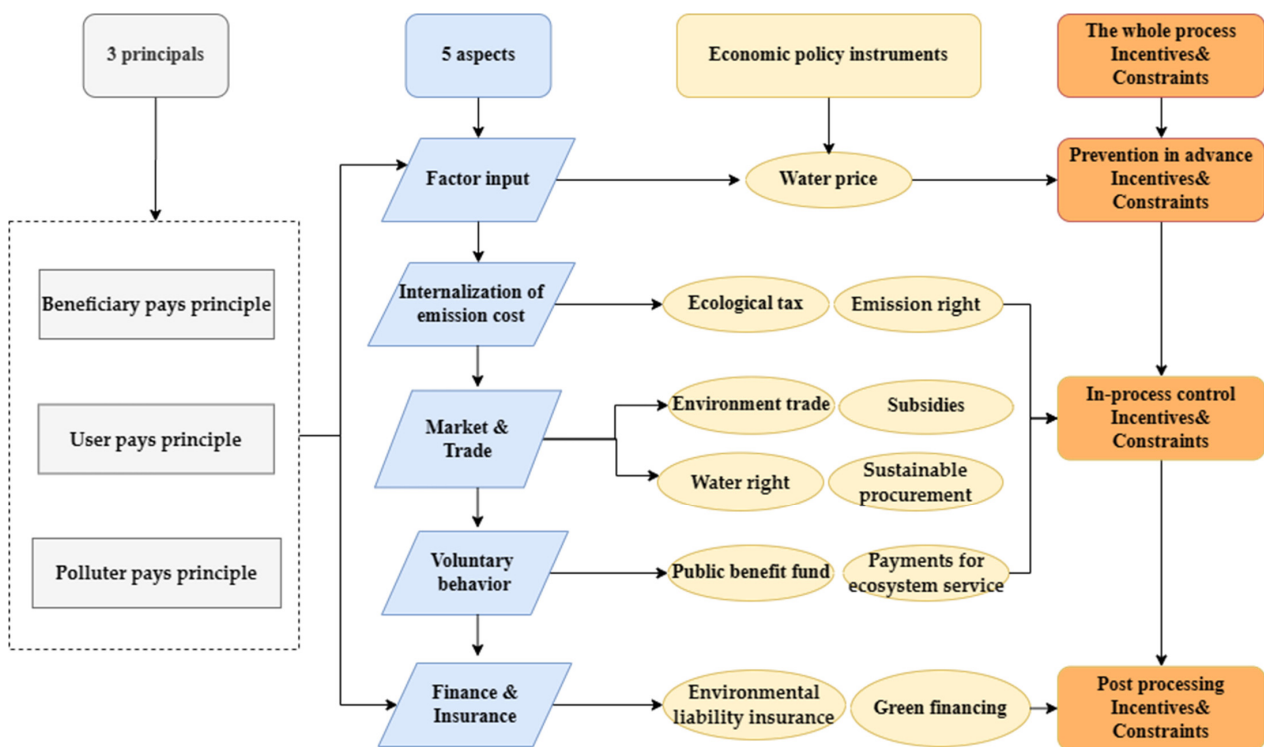 3 principals
5 aspects
Economic policy instruments
The whole process
Incentives&
Constraints
Factor input
Water price
Prevention in advance
Incentives&
Constraints
Beneficiary pays principle
Internalization of
emission cost
Ecological tax
Emission right
User pays principle
Market &
Trade
Environment trade
Subsidies
Water right
Sustainable
procurement
In-process control
Incentives&
Constraints
Polluter pays principle
Voluntary
behavior
Public benefit fund
Payments for
ecosystem service
Finance &
Insurance
Environmental
liability insurance
Green financing
Post processing
Incentives&
Constraints